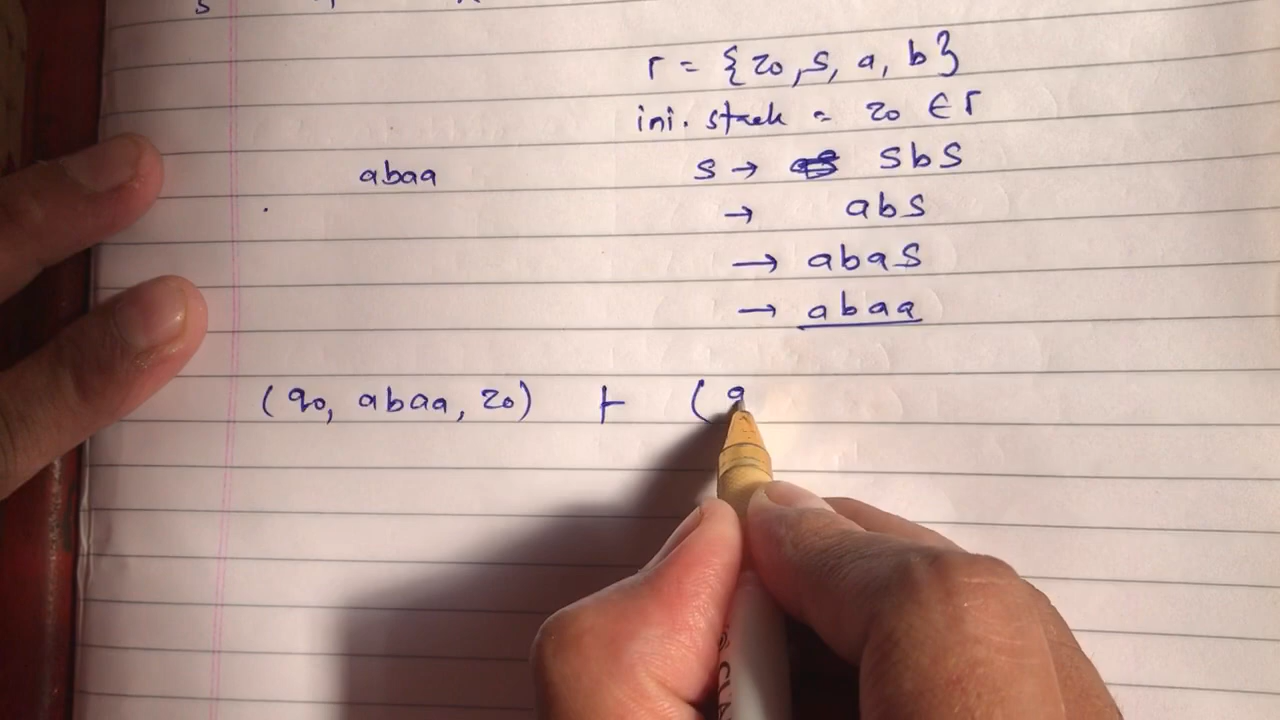 s
Γ = {z0, s, a, b}
ini. stack = z0 ∈ Γ
abaa
s → sbs
→ abs
→ abas
→ abaa
(q0, abaa, z0) ⊢ (q